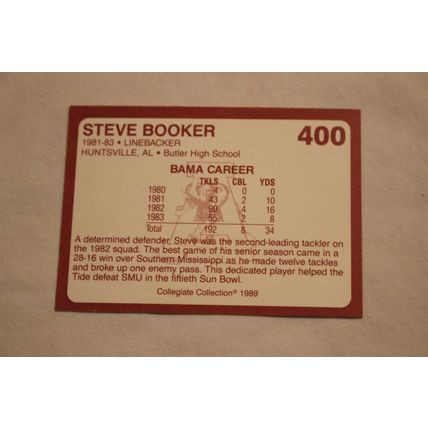 STEVE BOOKER 400
1981-83 • LINEBACKER
HUNTSVILLE, AL • Butler High School
BAMA CAREER
TKLS CBL YDS
1980 4 0 0
1981 43 2 10
1982 90 4 16
1983 55 2 8
Total 192 8 34
A determined defender, Steve was the second-leading tackler on
the 1982 squad. The best game of his senior season came in a
28-16 win over Southern Mississippi as he made twelve tackles
and broke up one enemy pass. This dedicated player helped the
Tide defeat SMU in the fiftieth Sun Bowl.
Collegiate Collection® 1989